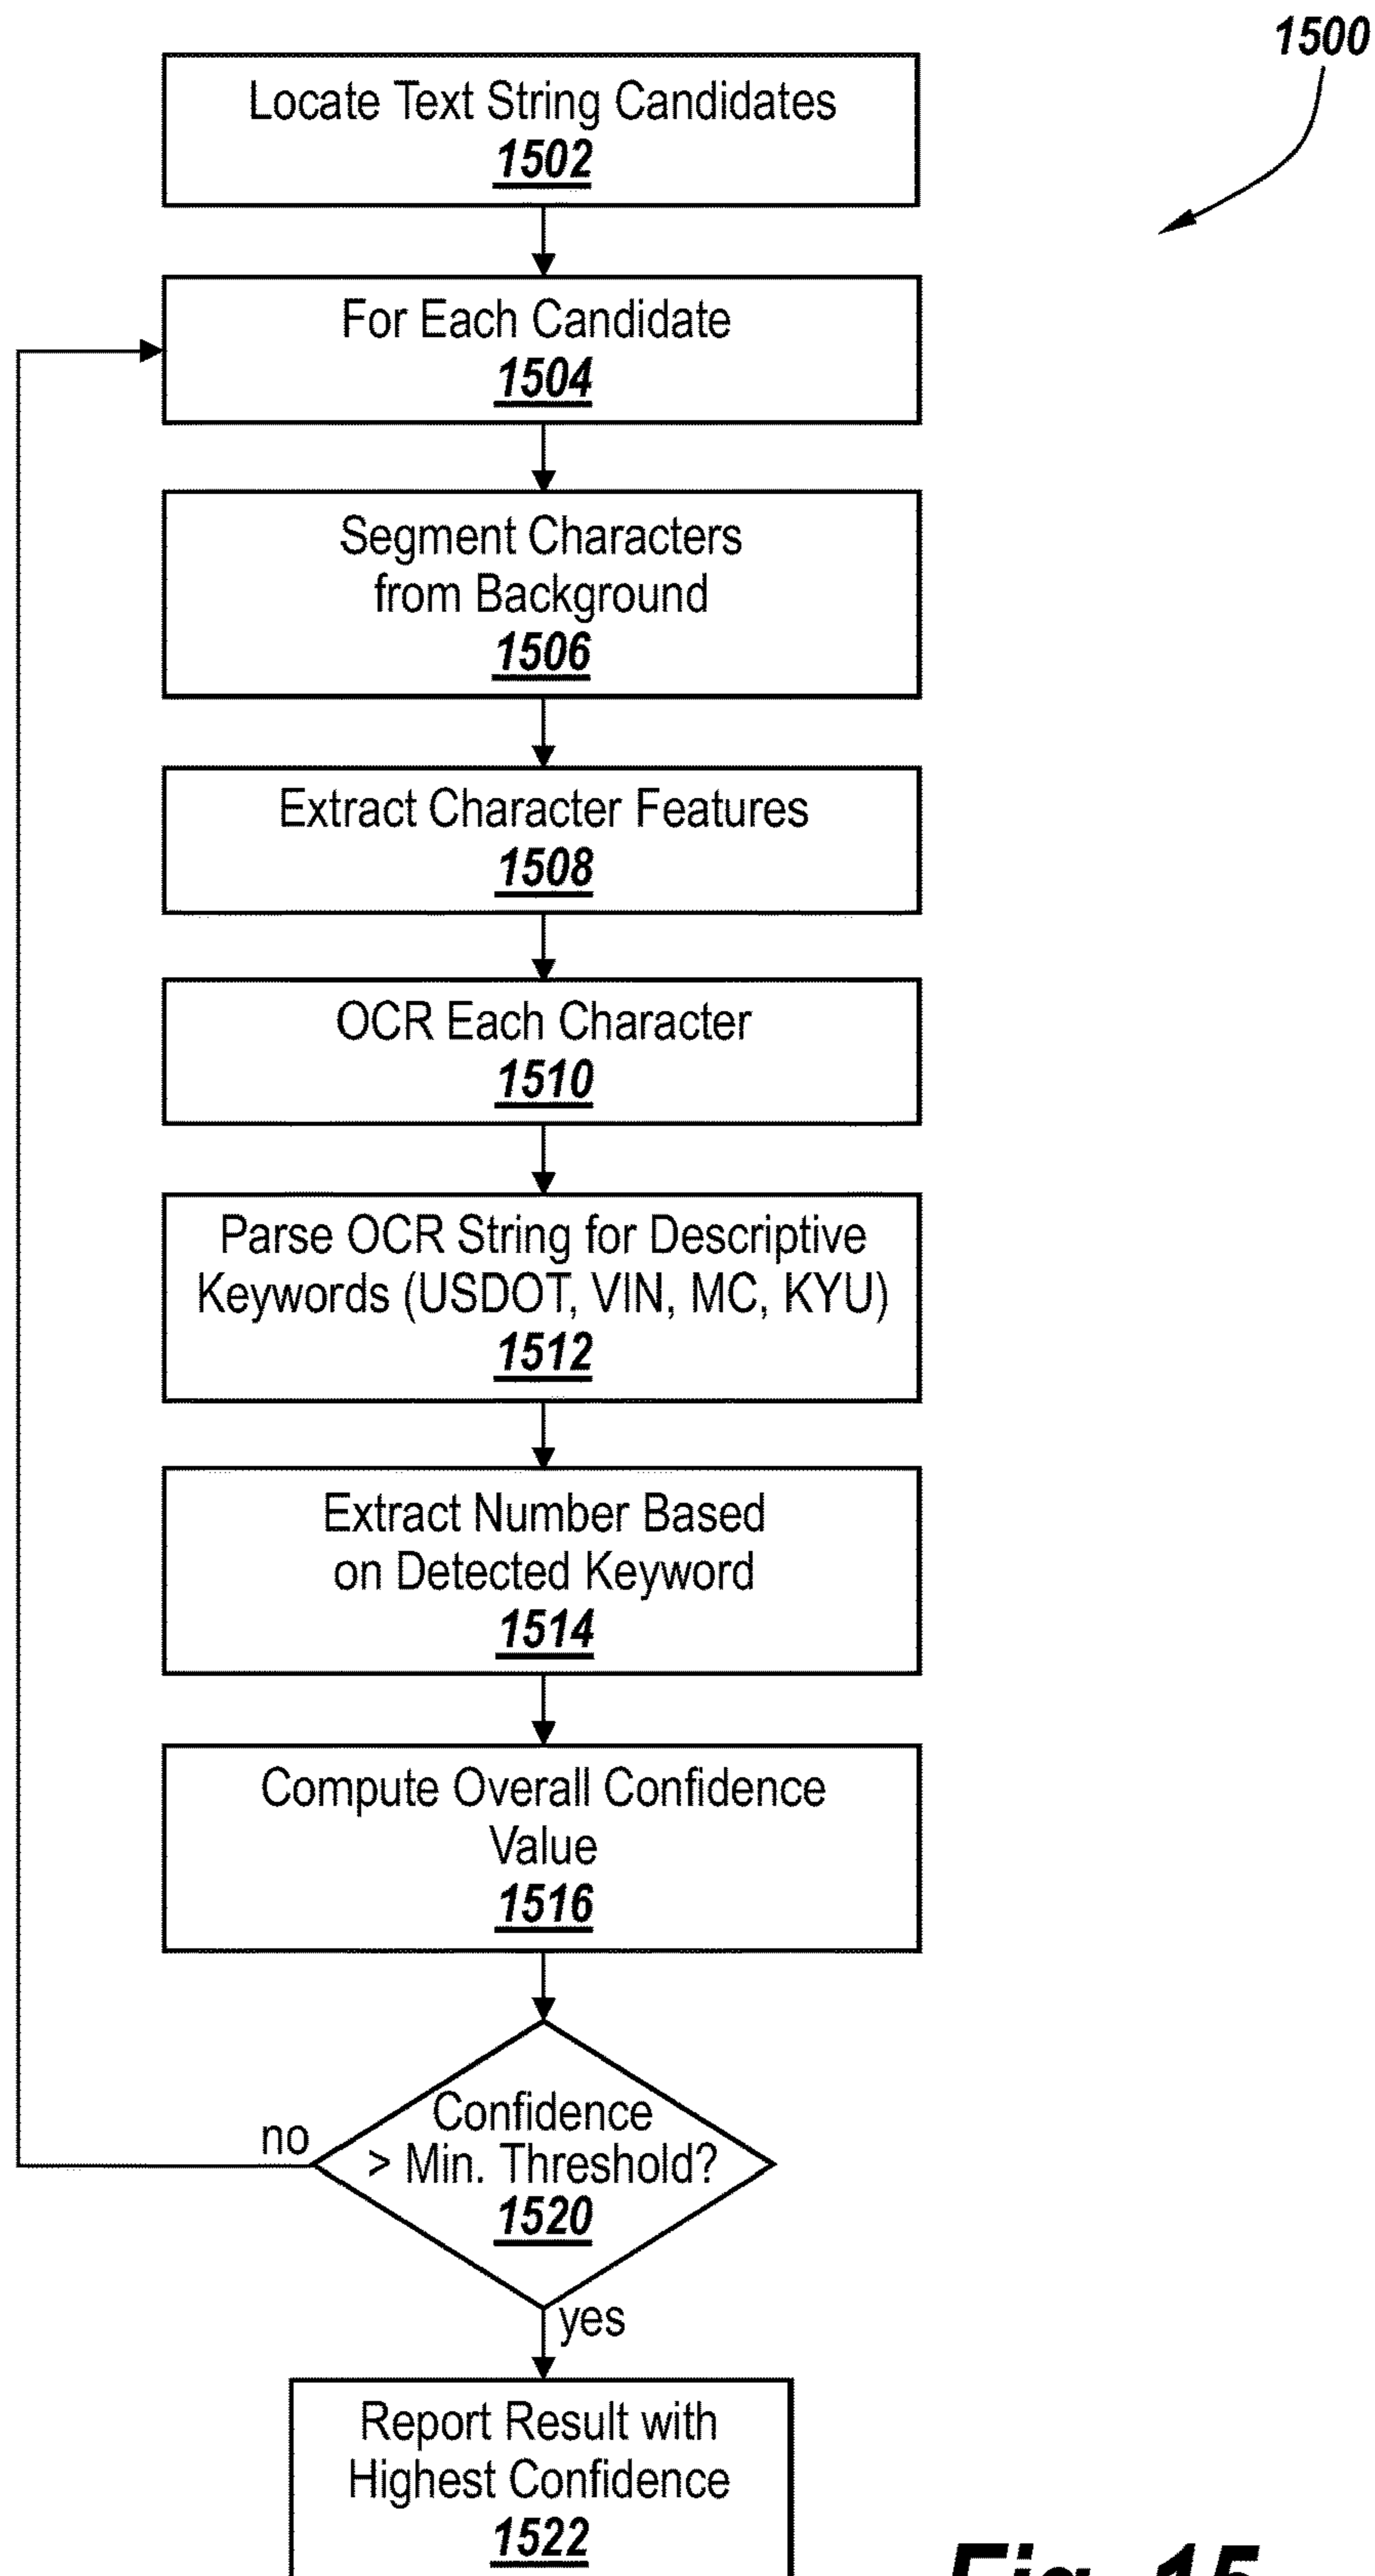 1500
Locate Text String Candidates
1502
For Each Candidate
1504
Segment Characters
from Background
1506
Extract Character Features
1508
OCR Each Character
1510
Parse OCR String for Descriptive
Keywords (USDOT, VIN, MC, KYU)
1512
Extract Number Based
on Detected Keyword
1514
Compute Overall Confidence
Value
1516
Confidence
> Min. Threshold?
1520
no
yes
Report Result with
Highest Confidence
1522
Fig. 15